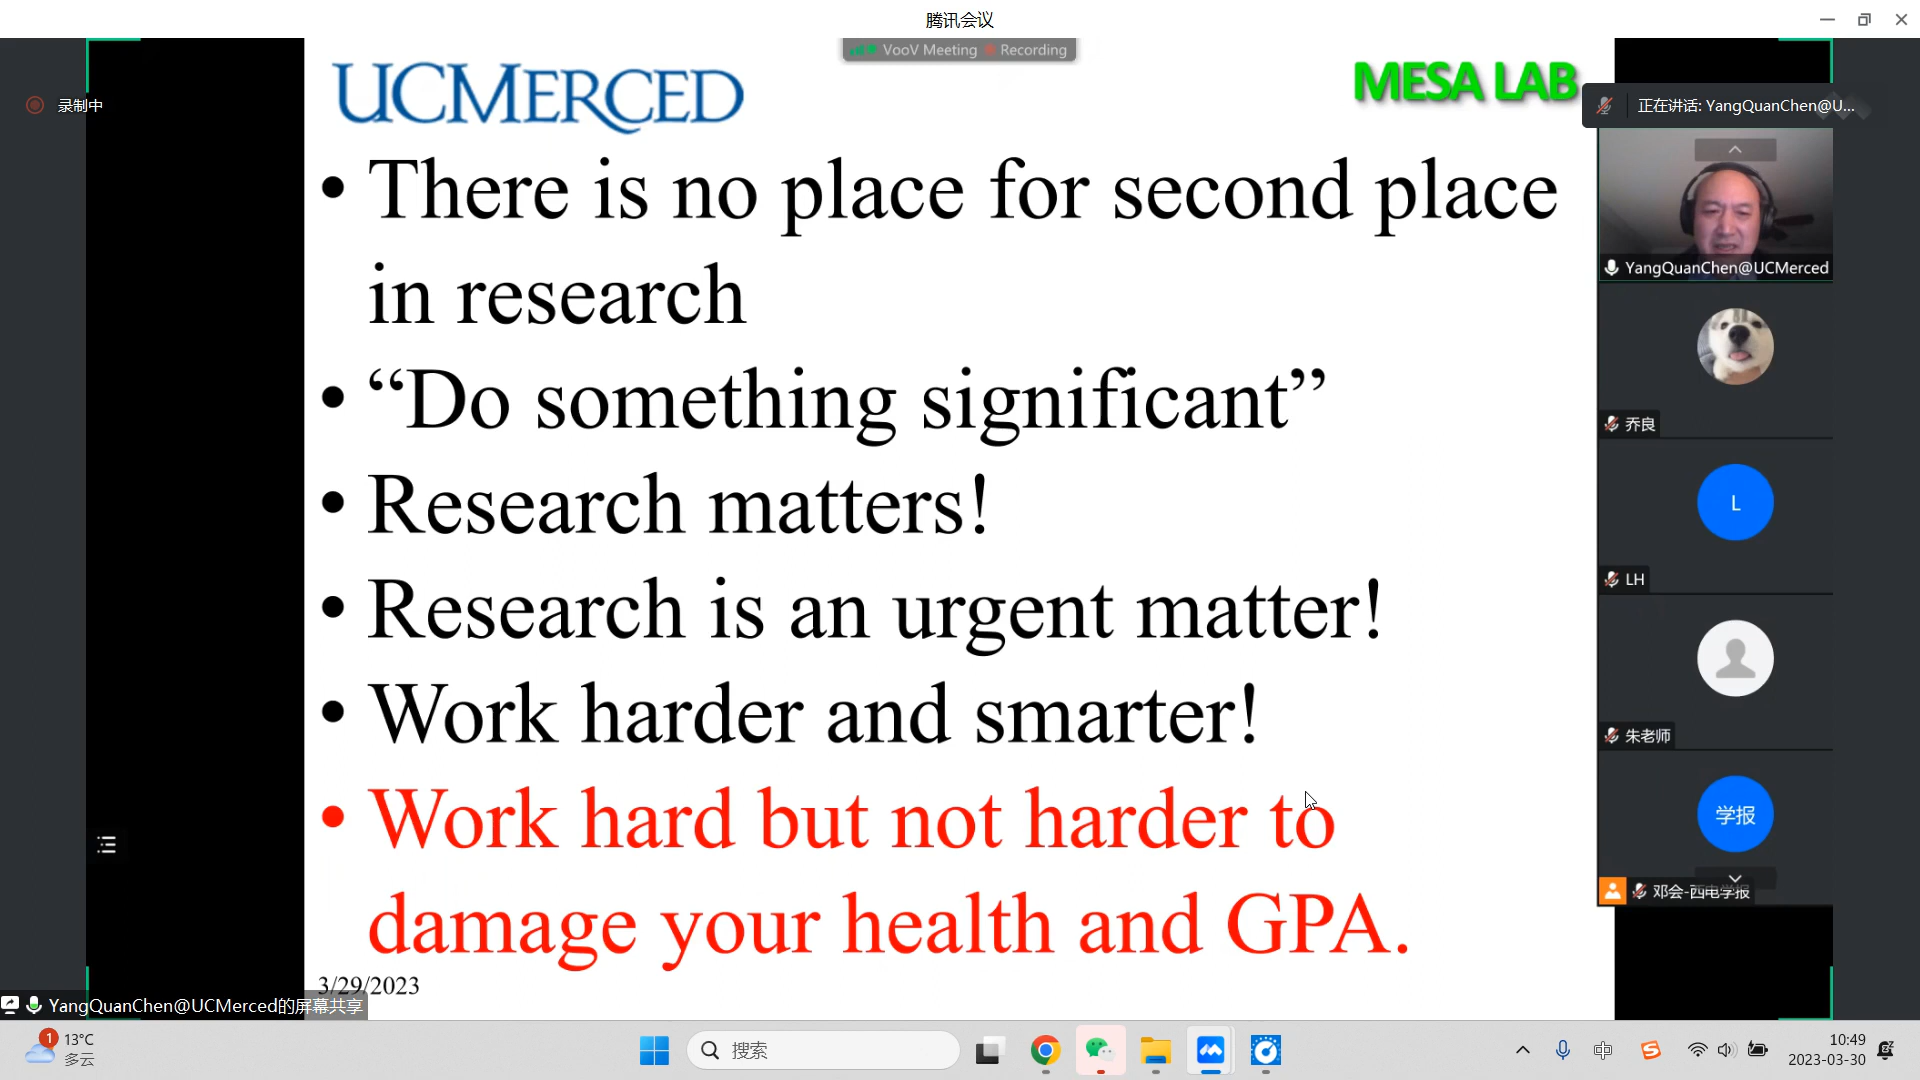 腾讯会议
VooV Meeting Recording
录制中
UCMERCED
MESA LAB
正在讲话: YangQuanChen@U...
• There is no place for second place
in research
• “Do something significant”
• Research matters!
• Research is an urgent matter!
• Work harder and smarter!
• Work hard but not harder to
damage your health and GPA.
3/29/2023
YangQuanChen@UCMerced
乔良
L
LH
朱老师
学报
邓会-西电学报
YangQuanChen@UCMerced的屏幕共享
1
13°C
多云
搜索
中
10:49
2023-03-30